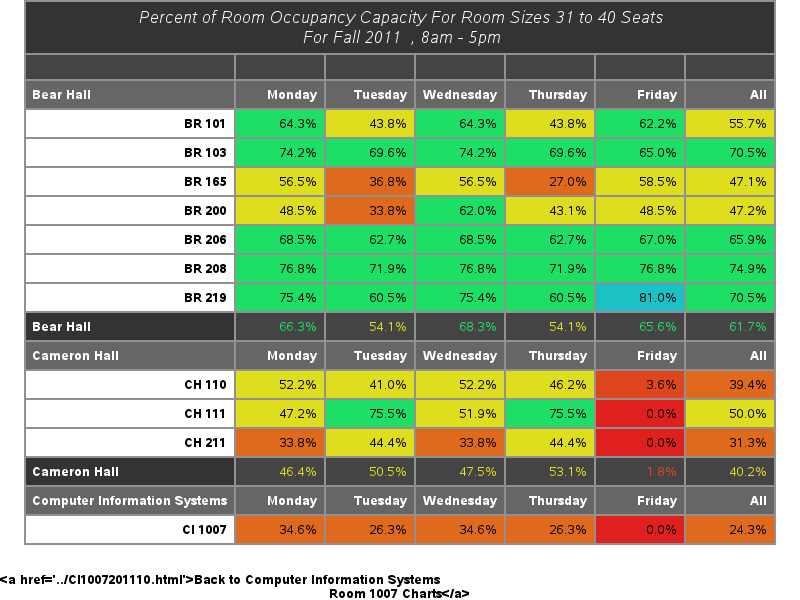 Percent of Room Occupancy Capacity For Room Sizes 31 to 40 Seats
For Fall 2011 , 8am - 5pm
Bear Hall Monday Tuesday Wednesday Thursday Friday All
BR 101 64.3% 43.8% 64.3% 43.8% 62.2% 55.7%
BR 103 74.2% 69.6% 74.2% 69.6% 65.0% 70.5%
BR 165 56.5% 36.8% 56.5% 27.0% 58.5% 47.1%
BR 200 48.5% 33.8% 62.0% 43.1% 48.5% 47.2%
BR 206 68.5% 62.7% 68.5% 62.7% 67.0% 65.9%
BR 208 76.8% 71.9% 76.8% 71.9% 76.8% 74.9%
BR 219 75.4% 60.5% 75.4% 60.5% 81.0% 70.5%
Bear Hall 66.3% 54.1% 68.3% 54.1% 65.6% 61.7%
Cameron Hall Monday Tuesday Wednesday Thursday Friday All
CH 110 52.2% 41.0% 52.2% 46.2% 3.6% 39.4%
CH 111 47.2% 75.5% 51.9% 75.5% 0.0% 50.0%
CH 211 33.8% 44.4% 33.8% 44.4% 0.0% 31.3%
Cameron Hall 46.4% 50.5% 47.5% 53.1% 1.8% 40.2%
Computer Information Systems Monday Tuesday Wednesday Thursday Friday All
CI 1007 34.6% 26.3% 34.6% 26.3% 0.0% 24.3%
<a href='../CI1007201110.html'>Back to Computer Information Systems
Room 1007 Charts</a>